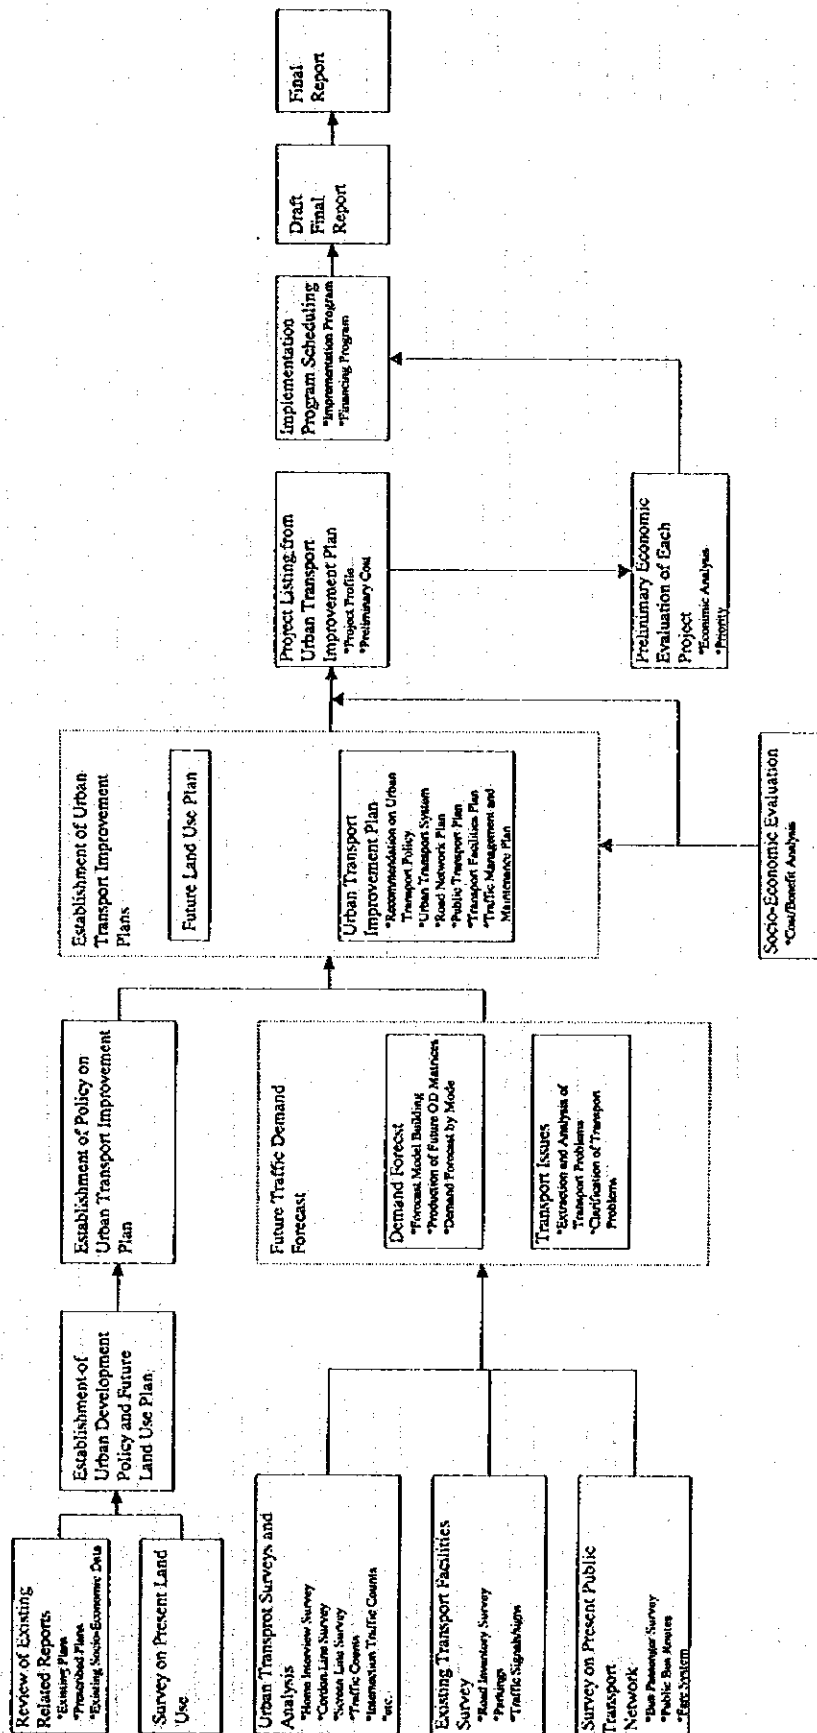 Review of Existing
Related Reports
*Existing Plans
*Prescribed Plans
*Existing Socio-Economic Data
Survey on Present Land
Use
Urban Transprot Surveys and
Analysis
*Home Interview Survey
*Cordon Line Survey
*Screen Line Survey
*Traffic Counts
*Intersection Traffic Counts
*etc.
Existing Transport Facilities
Survey
*Road Inventory Survey
*Parkings
*Traffic Signals/Signs
Survey on Present Public
Transport
Network
*Bus Passenger Survey
*Public Bus Routes
*Fare System
Establishment of
Urban Development
Policy and Future
Land Use Plan
Establishment of Policy on
Urban Transport Improvement
Plan
Future Traffic Demand
Forecast
Demand Forecst
*Forecast Model Building
*Production of Future OD Matrices
*Demand Forecast by Mode
Transport Issues
*Extraction and Analysis of
Transport Problems
*Clarification of Transport
Problems
Establishment of Urban
Transport Improvement
Plans
Future Land Use Plan
Urban Transport
Improvement Plan
*Recommendation on Urban
Transport Policy
*Urban Transport System
*Road Network Plan
*Public Transport Plan
*Transport Facilities Plan
*Traffic Management and
Maintenance Plan
Socio-Economic Evaluation
*Cost/Benefit Analysis
Project Listing from
Urban Transport
Improvement Plan
*Project Profile
*Preliminary Cost
Preliminary Economic
Evaluation of Each
Project
*Economic Analysis
*Priority
Implementation
Program Scheduling
*Imprementation Program
*Financing Program
Draft
Final
Report
Final
Report